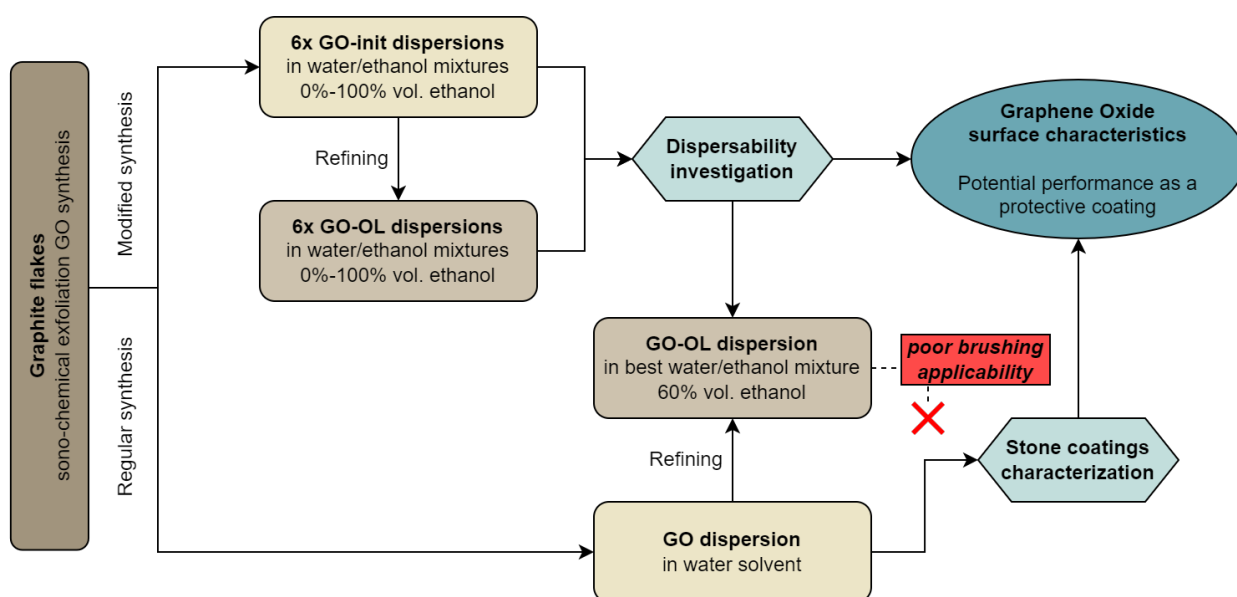 Graphite flakes
sono-chemical exfoliation GO synthesis
Modified synthesis
Regular synthesis
6x GO-init dispersions
in water/ethanol mixtures
0%-100% vol. ethanol
Refining
6x GO-OL dispersions
in water/ethanol mixtures
0%-100% vol. ethanol
Dispersability
investigation
Graphene Oxide
surface characteristics
Potential performance as a
protective coating
GO-OL dispersion
in best water/ethanol mixture
60% vol. ethanol
poor brushing
applicability
Refining
Stone coatings
characterization
GO dispersion
in water solvent